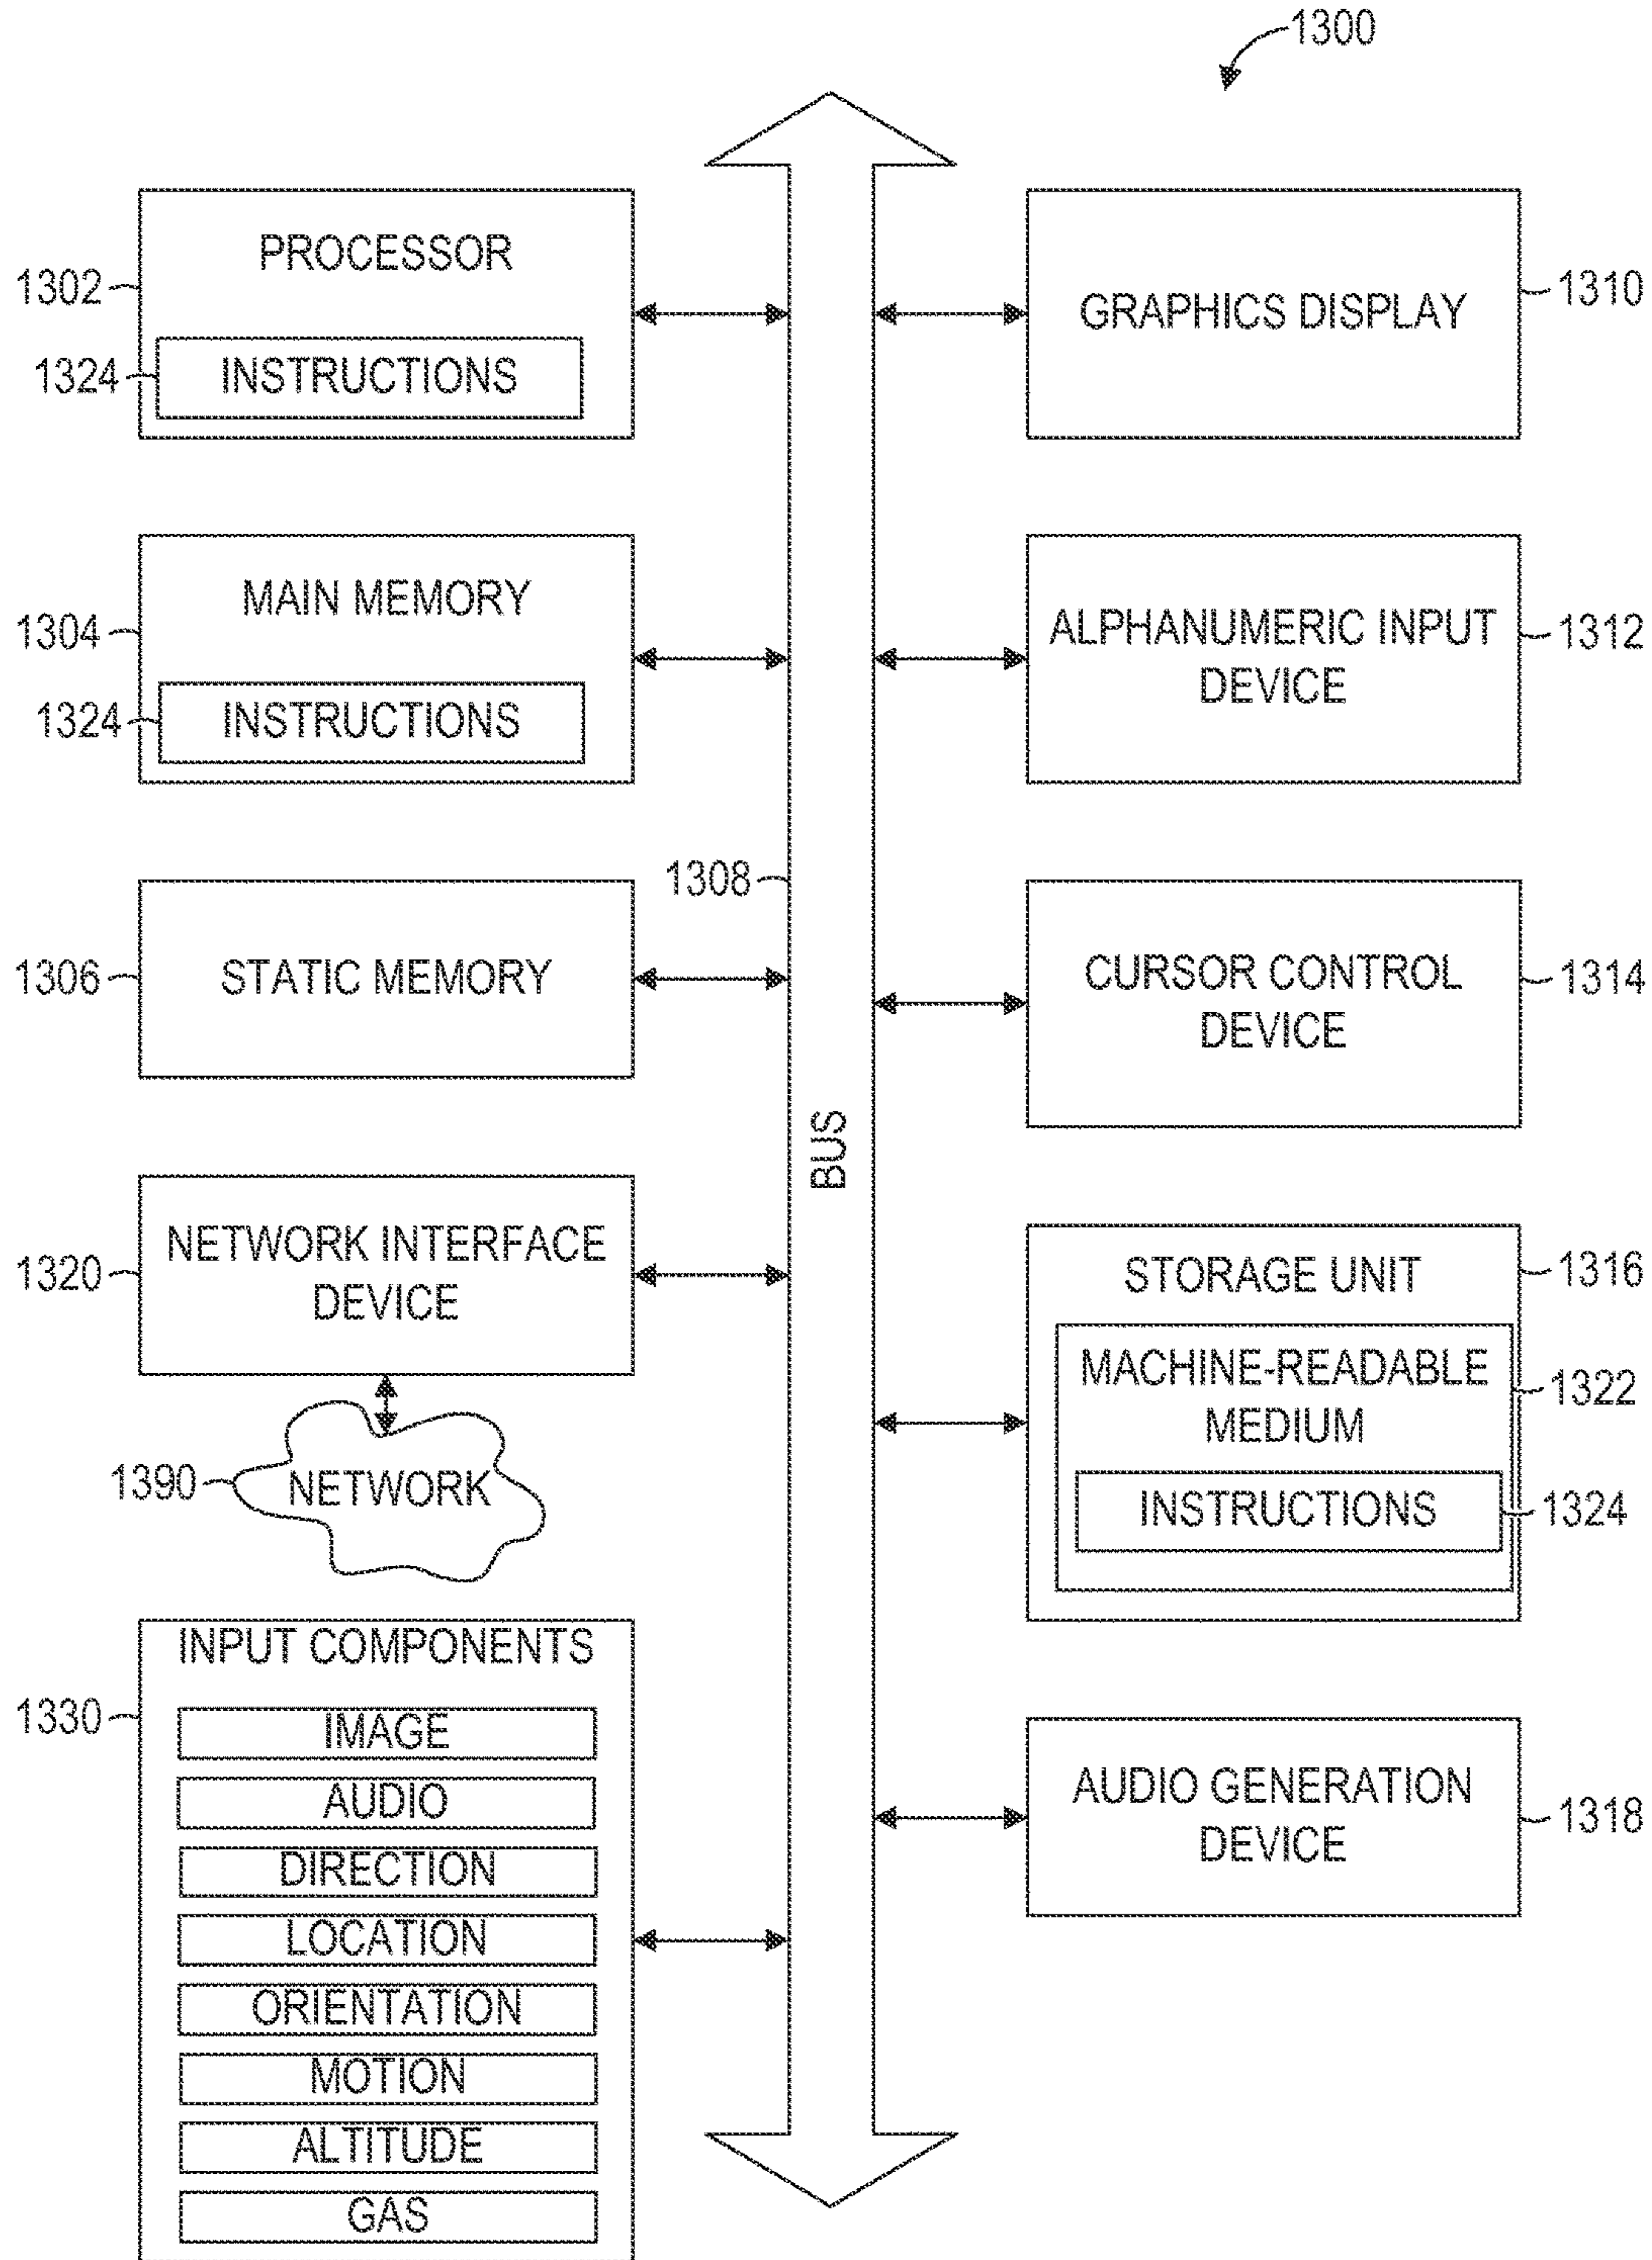 1300
PROCESSOR
1302
1324
INSTRUCTIONS
MAIN MEMORY
1304
1324
INSTRUCTIONS
1306
STATIC MEMORY
NETWORK INTERFACE
DEVICE
1320
1390
NETWORK
INPUT COMPONENTS
1330
IMAGE
AUDIO
DIRECTION
LOCATION
ORIENTATION
MOTION
ALTITUDE
GAS
1308
BUS
GRAPHICS DISPLAY
1310
ALPHANUMERIC INPUT
DEVICE
1312
CURSOR CONTROL
DEVICE
1314
STORAGE UNIT
1316
MACHINE-READABLE
MEDIUM
1322
INSTRUCTIONS
1324
AUDIO GENERATION
DEVICE
1318